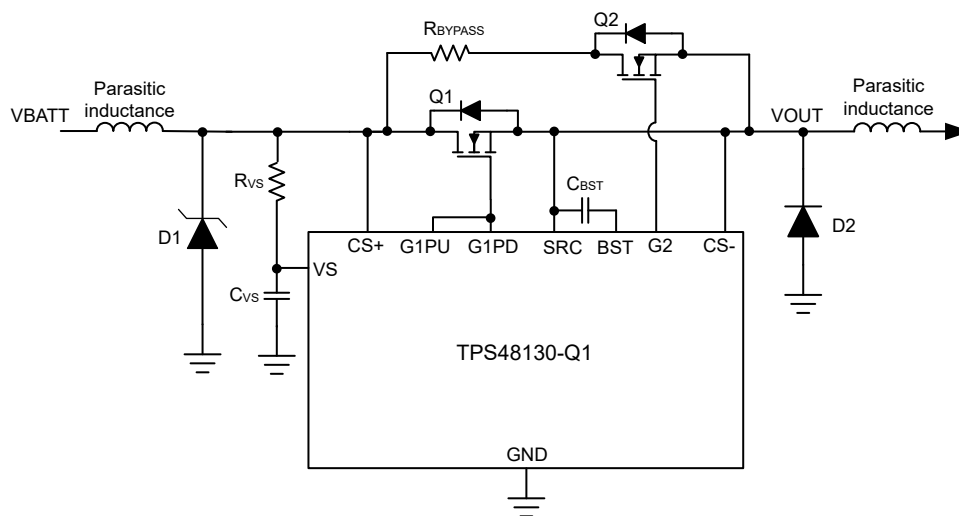 RBYPASS
Q2
Parasitic
inductance
VBATT
Q1
VOUT
Parasitic
inductance
RVS
CBST
D1
D2
CS+
G1PU
G1PD
SRC
BST
G2
CS-
VS
CVS
TPS48130-Q1
GND